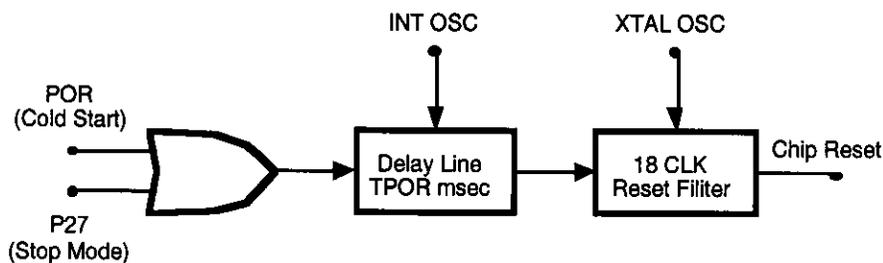 INT OSC
XTAL OSC
POR
(Cold Start)
Delay Line
TPOR msec
18 CLK
Reset Filiter
Chip Reset
P27
(Stop Mode)